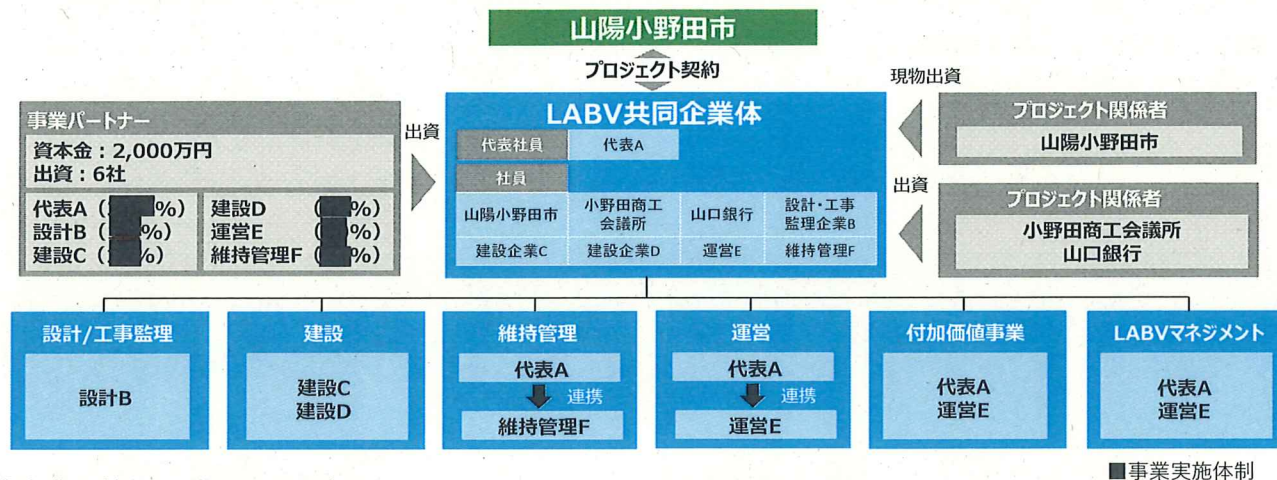 山陽小野田市
プロジェクト契約
現物出資
事業パートナー
資本金：2,000万円
出資：6社
代表A（ %）
設計B（ %）
建設C（ %）
建設D（ %）
運営E（ %）
維持管理F（ %）
出資
LABV共同企業体
代表社員 代表A
社員
山陽小野田市
小野田商工
会議所
山口銀行
設計・工事
監理企業B
建設企業C 建設企業D 運営E 維持管理F
プロジェクト関係者
山陽小野田市
出資
プロジェクト関係者
小野田商工会議所
山口銀行
設計/工事監理
設計B
建設
建設C
建設D
維持管理
代表A
連携
維持管理F
運営
代表A
連携
運営E
付加価値事業
代表A
運営E
LABVマネジメント
代表A
運営E
■事業実施体制